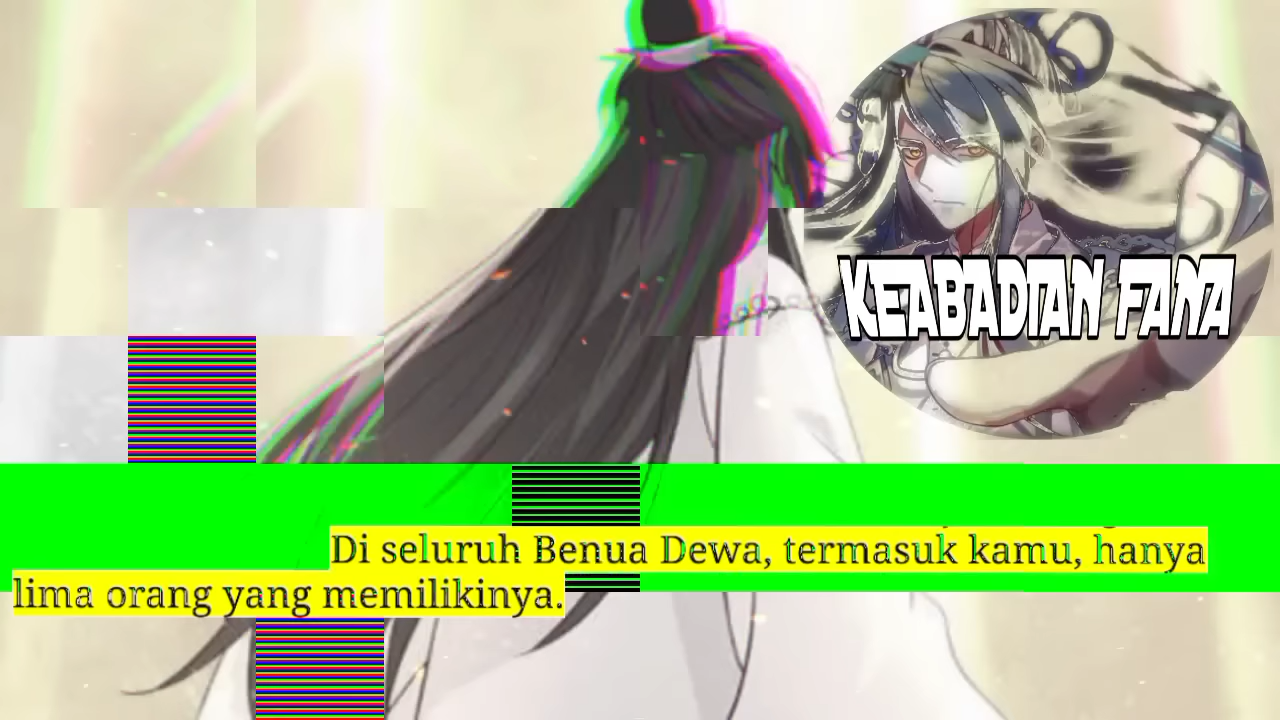 KEABADIAN FANA
Di seluruh Benua Dewa, termasuk kamu, hanya
lima orang yang memilikinya.